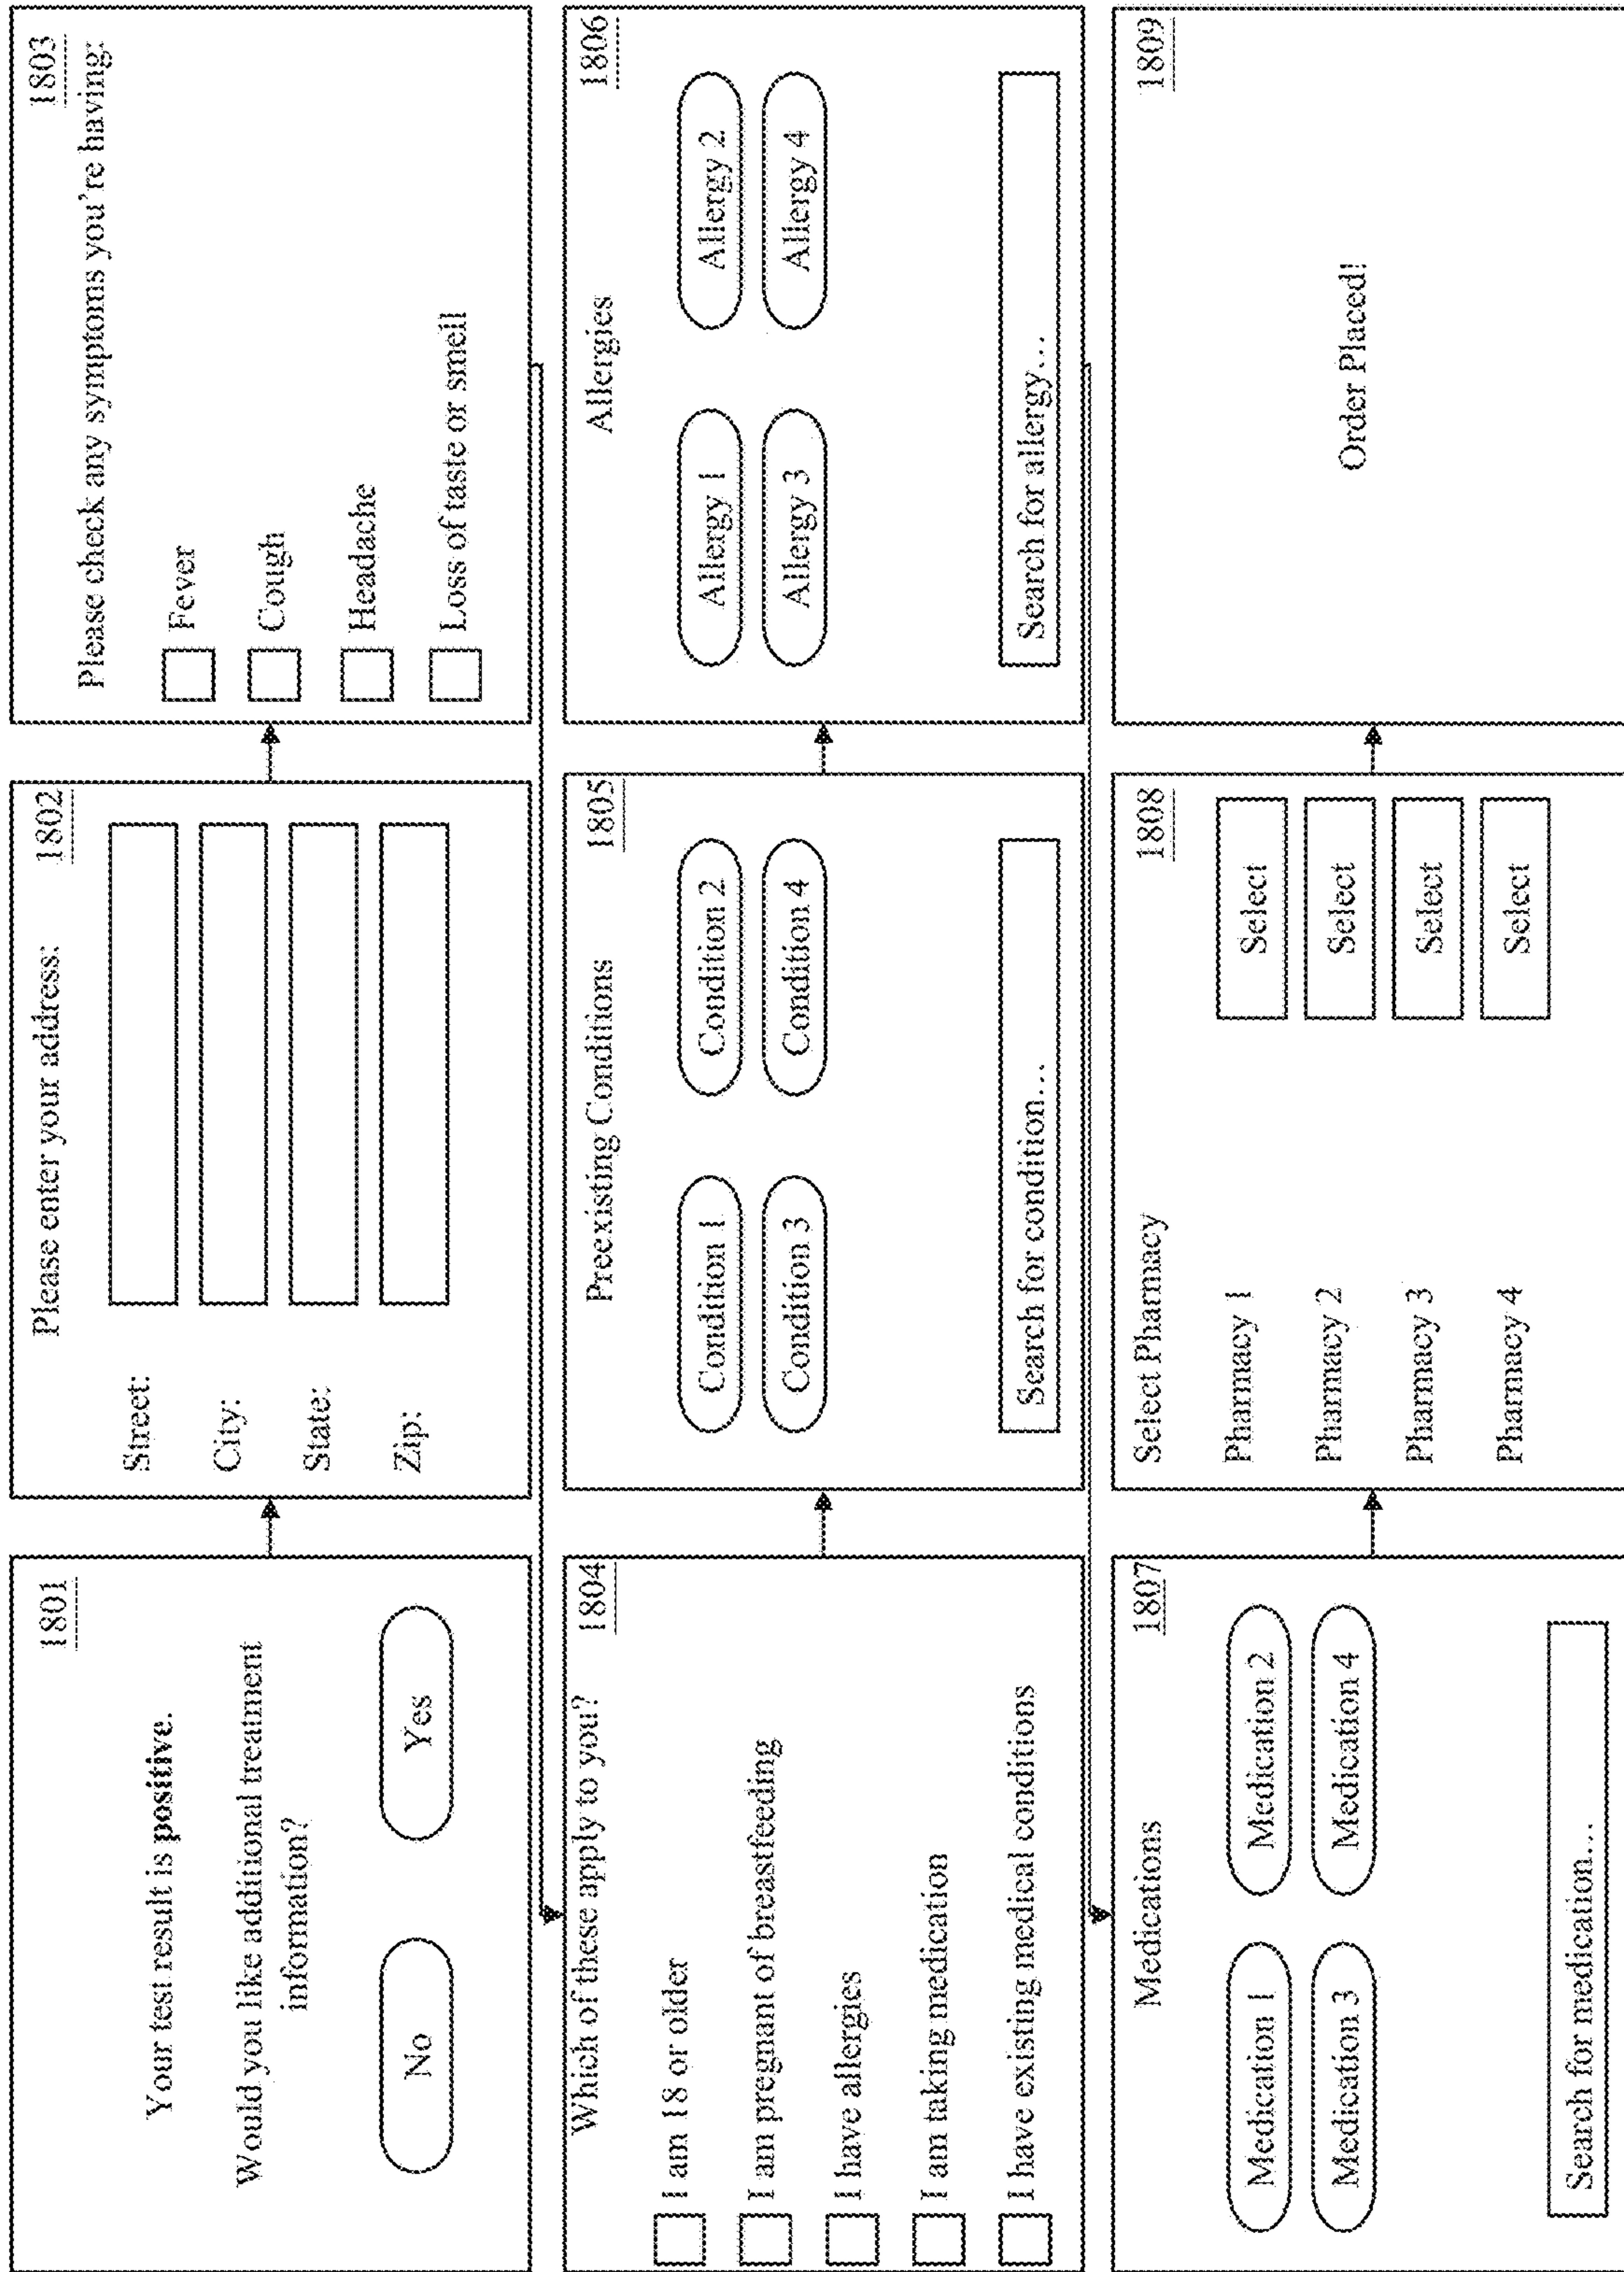 1801
Your test result is positive.
Would you like additional treatment
information?
No
Yes
1802
Please enter your address:
Street:
City:
State:
Zip:
1803
Please check any symptoms you're having:
Fever
Cough
Headache
Loss of taste or smell
1804
Which of these apply to you?
I am 18 or older
I am pregnant of breastfeeding
I have allergies
I am taking medication
I have existing medical conditions
1805
Preexisting Conditions
Condition 1
Condition 2
Condition 3
Condition 4
Search for condition...
1806
Allergies
Allergy 1
Allergy 2
Allergy 3
Allergy 4
Search for allergy...
1807
Medications
Medication 1
Medication 2
Medication 3
Medication 4
Search for medication...
1808
Select Pharmacy
Pharmacy 1
Select
Pharmacy 2
Select
Pharmacy 3
Select
Pharmacy 4
Select
1809
Order Placed!